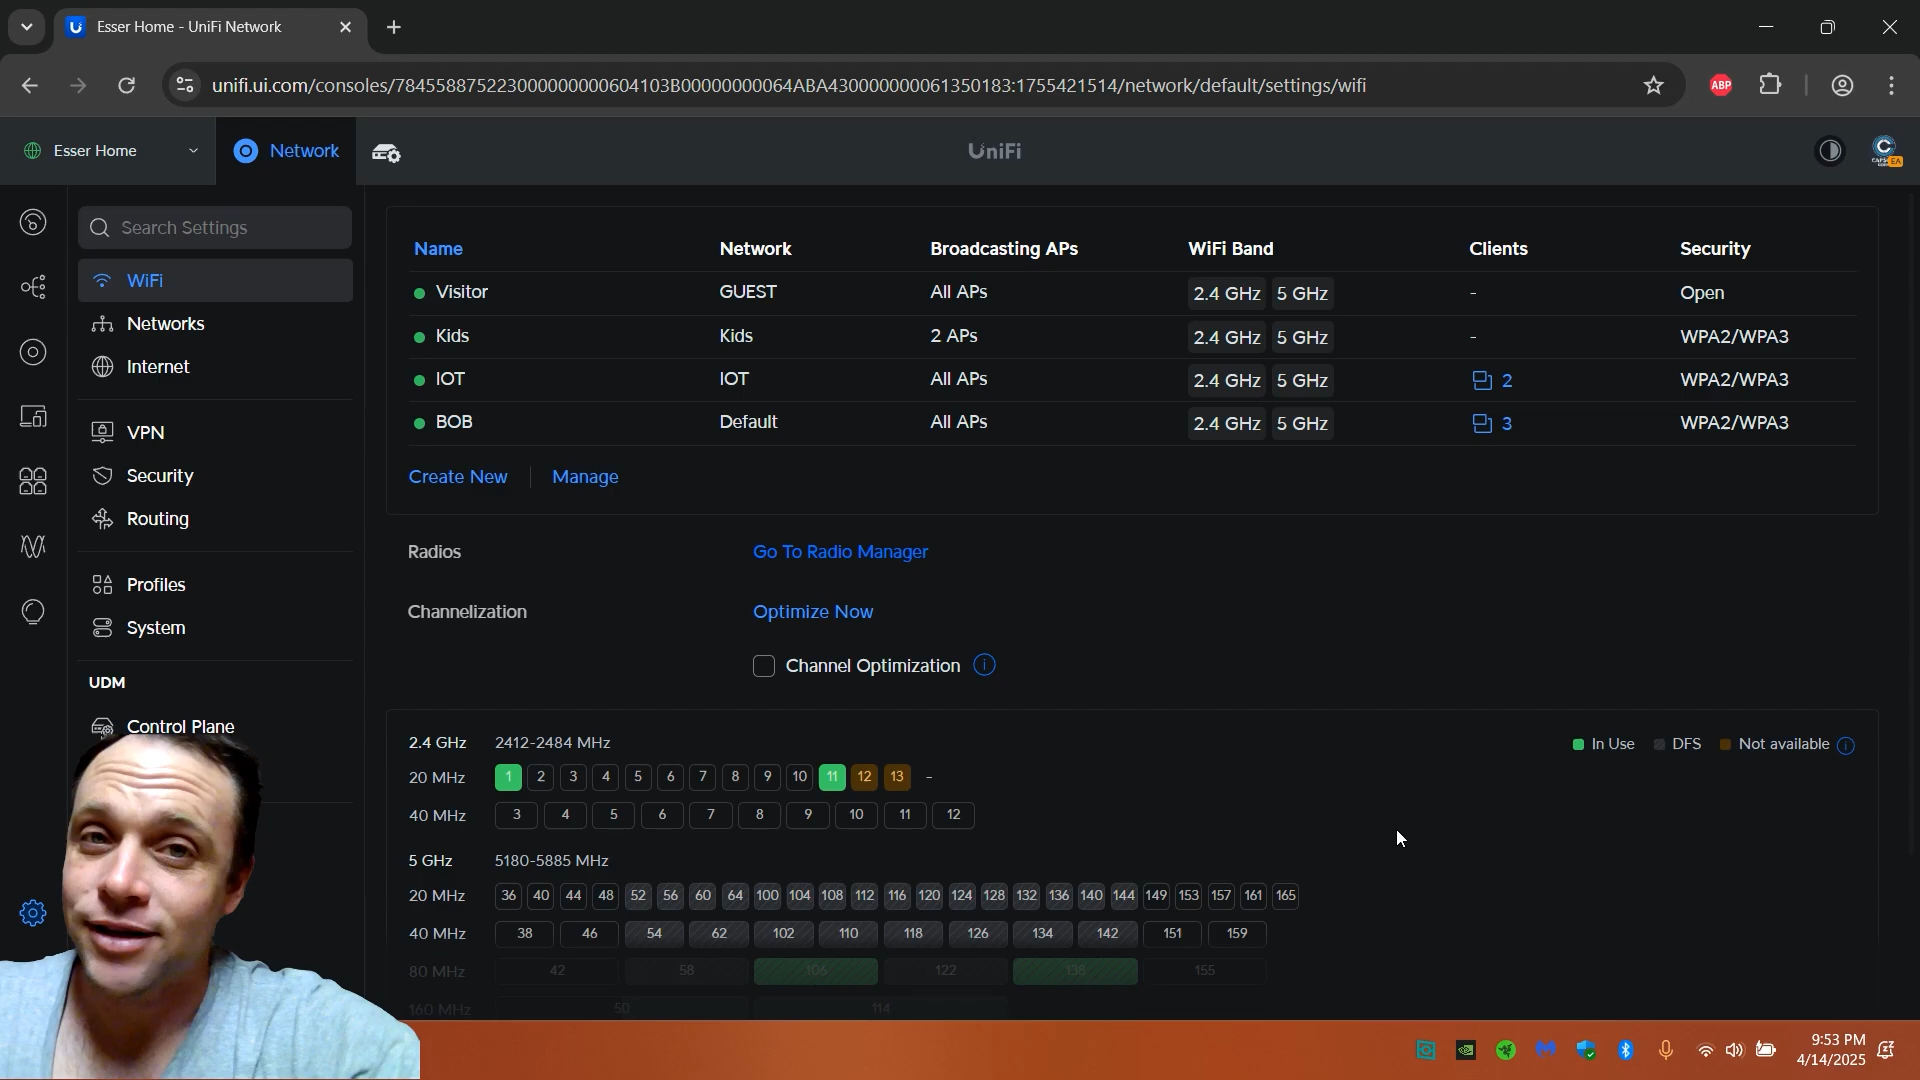 Esser Home - UniFi Network
unifi.ui.com/consoles/7845588752230000000000604103B00000000064ABA430000000061350183:1755421514/network/default/settings/wifi
ABP
Esser Home
Network
UniFi
EA
Search Settings
WiFi
Networks
Internet
VPN
Security
Routing
Profiles
System
UDM
Control Plane
Name Network Broadcasting APs WiFi Band Clients Security
Visitor GUEST All APs 2.4 GHz 5 GHz - Open
Kids Kids 2 APs 2.4 GHz 5 GHz - WPA2/WPA3
IOT IOT All APs 2.4 GHz 5 GHz 2 WPA2/WPA3
BOB Default All APs 2.4 GHz 5 GHz 3 WPA2/WPA3
Create New Manage
Radios Go To Radio Manager
Channelization Optimize Now
Channel Optimization
2.4 GHz 2412-2484 MHz In Use DFS Not available
20 MHz 1 2 3 4 5 6 7 8 9 10 11 12 13 -
40 MHz 3 4 5 6 7 8 9 10 11 12
5 GHz 5180-5885 MHz
20 MHz 36 40 44 48 52 56 60 64 100 104 108 112 116 120 124 128 132 136 140 144 149 153 157 161 165
40 MHz 38 46 54 62 102 110 118 126 134 142 151 159
80 MHz 42 58 106 122 138 155
160 MHz 50 114
9:53 PM
4/14/2025